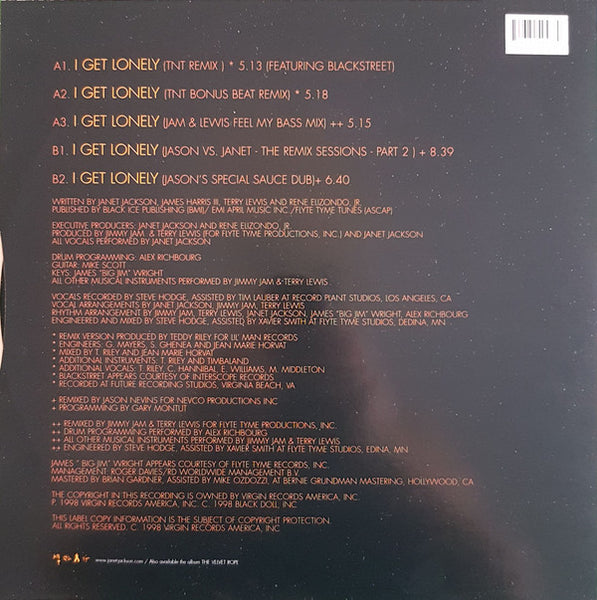 A1. I GET LONELY (TNT REMIX ) * 5.13 (FEATURING BLACKSTREET)
A2. I GET LONELY (TNT BONUS BEAT REMIX) * 5.18
A3. I GET LONELY (JAM & LEWIS FEEL MY BASS MIX) ++ 5.15
B1. I GET LONELY (JASON VS. JANET - THE REMIX SESSIONS - PART 2 ) + 8.39
B2. I GET LONELY (JASON'S SPECIAL SAUCE DUB)+ 6.40
WRITTEN BY JANET JACKSON, JAMES HARRIS III, TERRY LEWIS AND RENE ELIZONDO, JR.
PUBLISHED BY BLACK ICE PUBLISHING (BMI)/ EMI APRIL MUSIC INC./FLYTE TYME TUNES (ASCAP)
EXECUTIVE PRODUCERS: JANET JACKSON AND RENE ELIZONDO, JR.
PRODUCED BY JIMMY JAM & TERRY LEWIS (FOR FLYTE TYME PRODUCTIONS, INC.) AND JANET JACKSON
ALL VOCALS PERFORMED BY JANET JACKSON
DRUM PROGRAMMING: ALEX RICHBOURG
GUITAR: MIKE SCOTT
KEYS: JAMES "BIG JIM" WRIGHT
ALL OTHER MUSICAL INSTRUMENTS PERFORMED BY JIMMY JAM & TERRY LEWIS
VOCALS RECORDED BY STEVE HODGE, ASSISTED BY TIM LAUBER AT RECORD PLANT STUDIOS, LOS ANGELES, CA
VOCAL ARRANGEMENTS BY JANET JACKSON, JIMMY JAM, TERRY LEWIS
RHYTHM ARRANGEMENT BY JIMMY JAM, TERRY LEWIS, JANET JACKSON, JAMES "BIG JIM" WRIGHT, ALEX RICHBOURG
ENGINEERED AND MIXED BY STEVE HODGE, ASSISTED BY XAVIER SMITH AT FLYTE TYME STUDIOS, DEDINA, MN
* REMIX VERSION PRODUCED BY TEDDY RILEY FOR LIL' MAN RECORDS
* ENGINEERS: G. MAYERS, S. GHENEA AND JEAN MARIE HORVAT
* MIXED BY T. RILEY AND JEAN MARIE HORVAT
* ADDITIONAL INSTRUMENTS: T. RILEY AND TIMBALAND
* ADDITIONAL VOCALS: T. RILEY, C. HANNIBAL, E. WILLIAMS, M. MIDDLETON
* BLACKSTREET APPEARS COURTESY OF INTERSCOPE RECORDS
* RECORDED AT FUTURE RECORDING STUDIOS, VIRGINIA BEACH, VA
+ REMIXED BY JASON NEVINS FOR NEVCO PRODUCTIONS INC
+ PROGRAMMING BY GARY MONTUT
++ REMIXED BY JIMMY JAM & TERRY LEWIS FOR FLYTE TYME PRODUCTIONS, INC.
++ DRUM PROGRAMMING PERFORMED BY ALEX RICHBOURG
++ ALL OTHER MUSICAL INSTRUMENTS PERFORMED BY JIMMY JAM & TERRY LEWIS
++ ENGINEERED BY STEVE HODGE, ASSISTED BY XAVIER SMITH AT FLYTE TYME STUDIOS, EDINA, MN
JAMES " BIG JIM" WRIGHT APPEARS COURTESY OF FLYTE TYME RECORDS, INC.
MANAGEMENT: ROGER DAVIES/RD WORLDWIDE MANAGEMENT B.V.
MASTERED BY BRIAN GARDNER, ASSISTED BY MIKE OZDOZZI, AT BERNIE GRUNDMAN MASTERING, HOLLYWOOD, CA
THE COPYRIGHT IN THIS RECORDING IS OWNED BY VIRGIN RECORDS AMERICA, INC.
P. 1998 VIRGIN RECORDS AMERICA, INC. C. 1998 BLACK DOLL, INC
THIS LABEL COPY INFORMATION IS THE SUBJECT OF COPYRIGHT PROTECTION.
ALL RIGHTS RESERVED. C. 1998 VIRGIN RECORDS AMERICA, INC
www.janetjackson.com / Also available the album THE VELVET ROPE